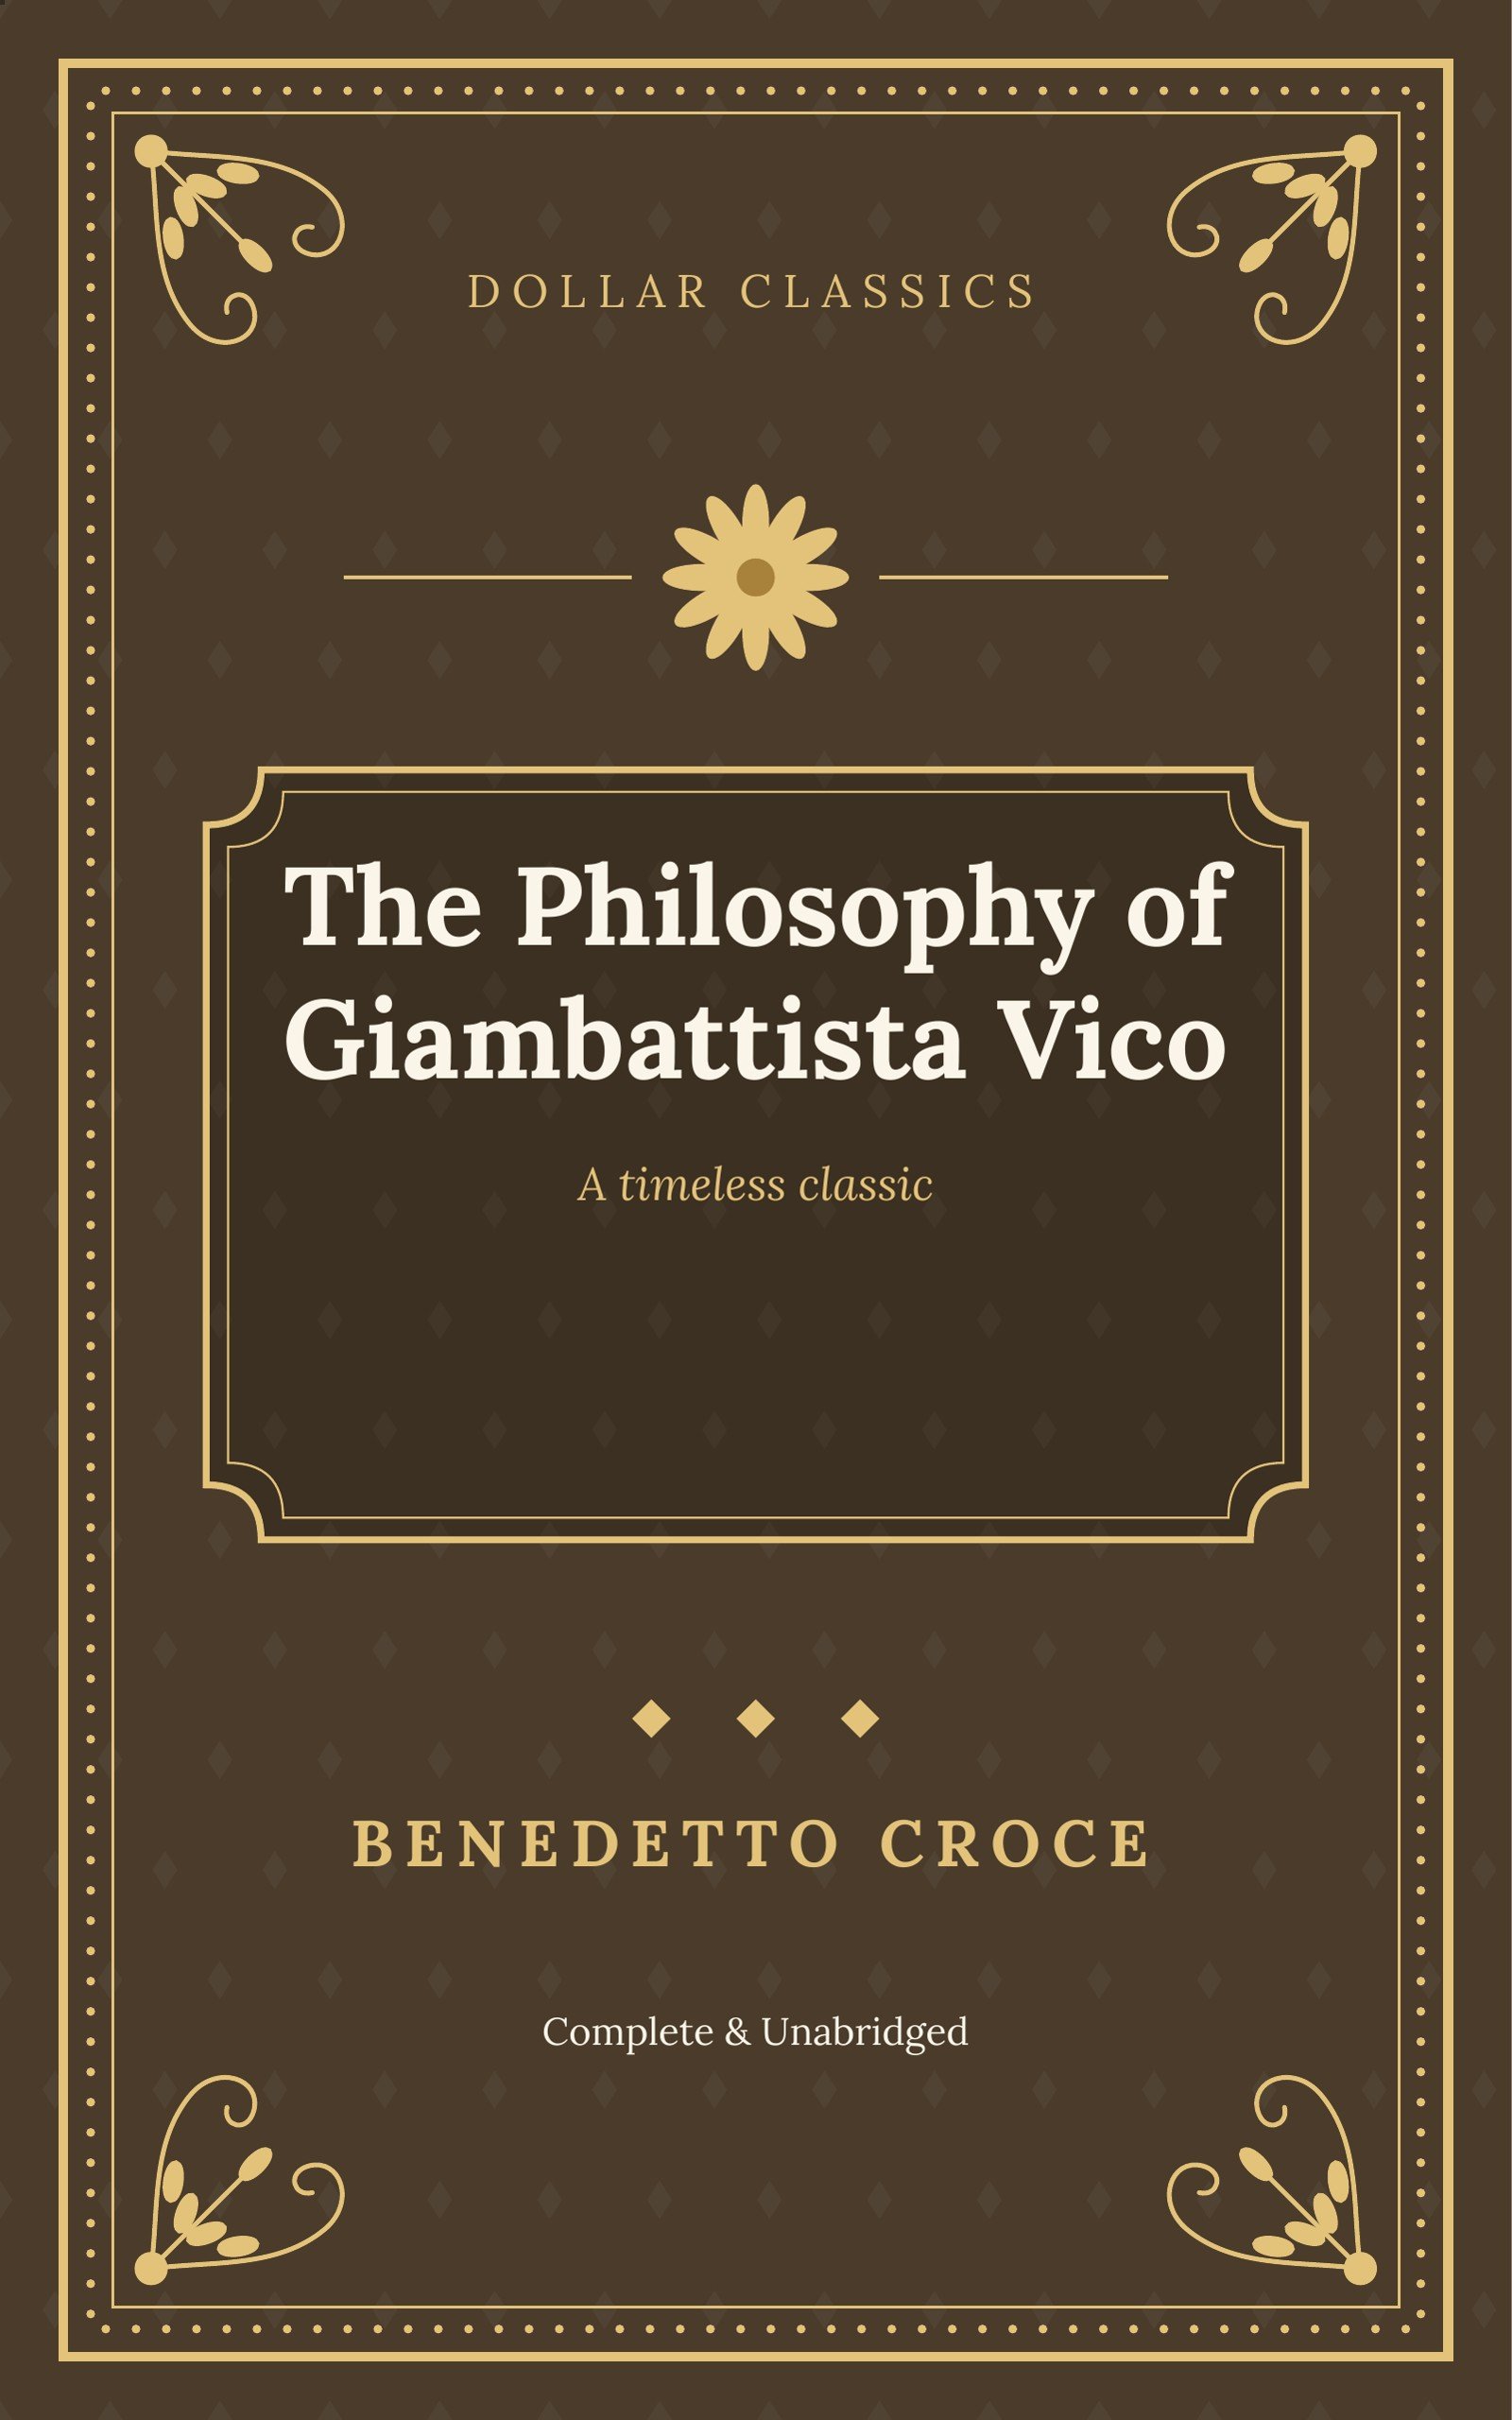 DOLLAR CLASSICS
The Philosophy of
Giambattista Vico
A timeless classic
BENEDETTO CROCE
Complete & Unabridged